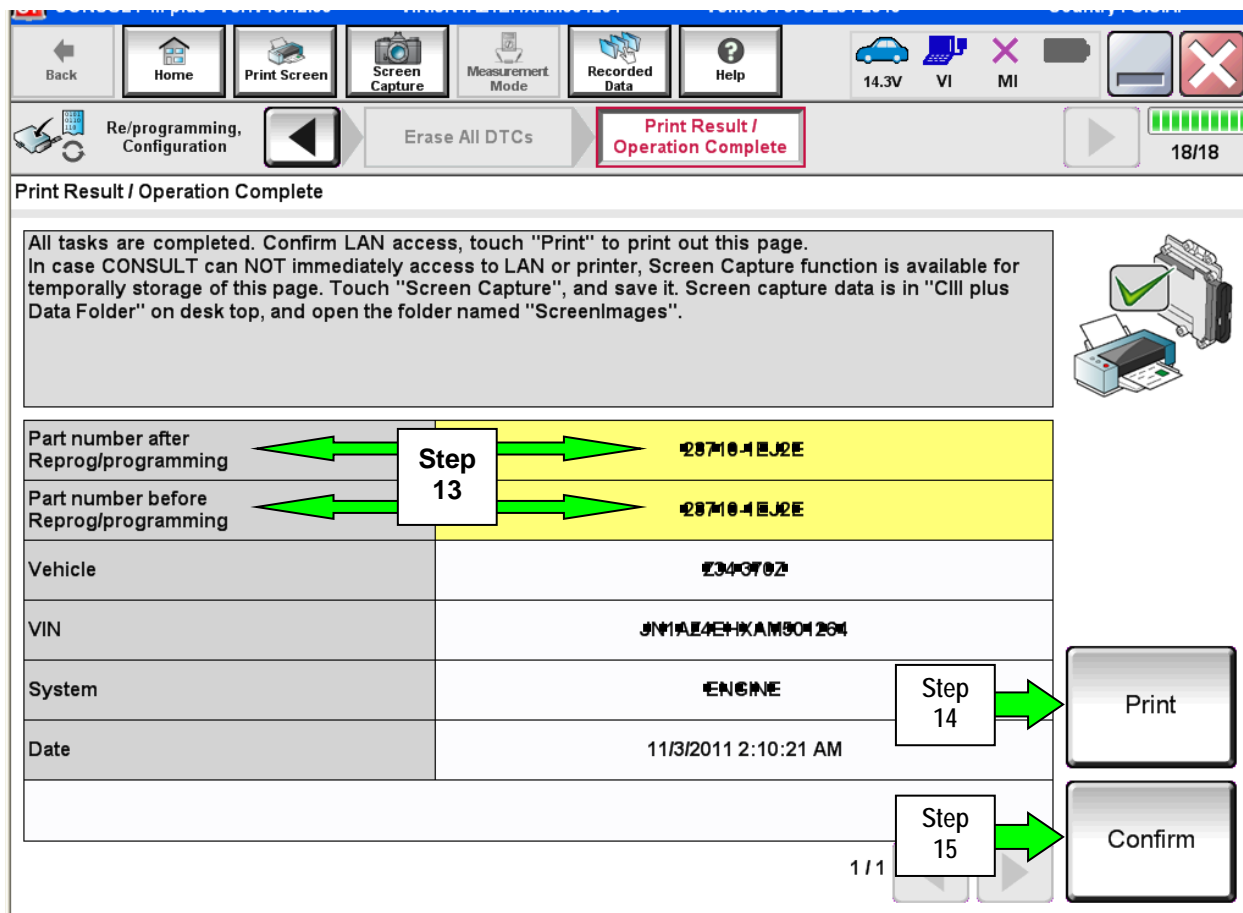 Back
Home
Print Screen
Screen
Capture
Measurement
Mode
Recorded
Data
?
Help
14.3V
VI
MI
Re/programming,
Configuration
Erase All DTCs
Print Result /
Operation Complete
18/18
Print Result / Operation Complete
All tasks are completed. Confirm LAN access, touch "Print" to print out this page.
In case CONSULT can NOT immediately access to LAN or printer, Screen Capture function is available for
temporally storage of this page. Touch "Screen Capture", and save it. Screen capture data is in "CIII plus
Data Folder" on desk top, and open the folder named "ScreenImages".
Part number after
Reprog/programming
Step
13
Part number before
Reprog/programming
Vehicle
VIN
System
ENGINE
Step
14
Print
Date
11/3/2011 2:10:21 AM
Step
15
Confirm
1 / 1